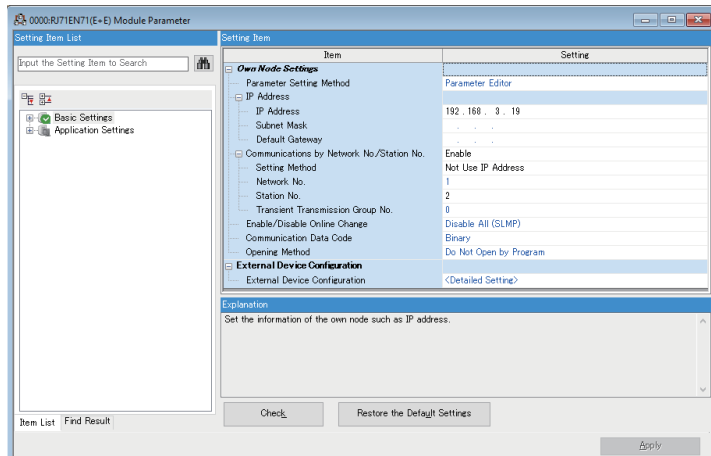 0000:RJ71EN71(E+E) Module Parameter
Setting Item List
Input the Setting Item to Search
Basic Settings
Application Settings
Item List Find Result
Setting Item
Item Setting
Own Node Settings
Parameter Setting Method Parameter Editor
IP Address
IP Address 192 . 168 . 3 . 19
Subnet Mask . . .
Default Gateway . . .
Communications by Network No./Station No. Enable
Setting Method Not Use IP Address
Network No. 1
Station No. 2
Transient Transmission Group No. 0
Enable/Disable Online Change Disable All (SLMP)
Communication Data Code Binary
Opening Method Do Not Open by Program
External Device Configuration
External Device Configuration <Detailed Setting>
Explanation
Set the information of the own node such as IP address.
Check Restore the Default Settings
Apply